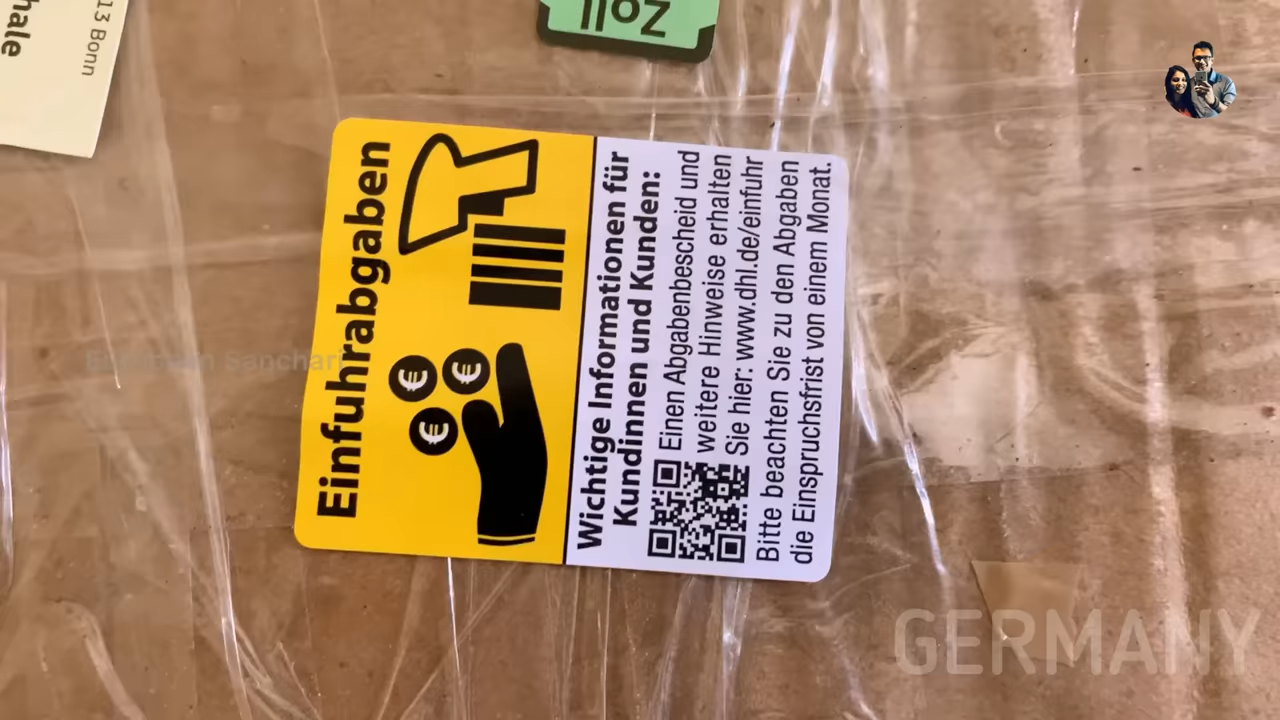 13 Bonn
hale
Zoll
Einfuhrabgaben
€
€
€
Wichtige Informationen für
Kundinnen und Kunden:
Einen Abgabenbescheid und
weitere Hinweise erhalten
Sie hier: www.dhl.de/einfuhr
Bitte beachten Sie zu den Abgaben
die Einspruchsfrist von einem Monat.
Sanchari
GERMANY